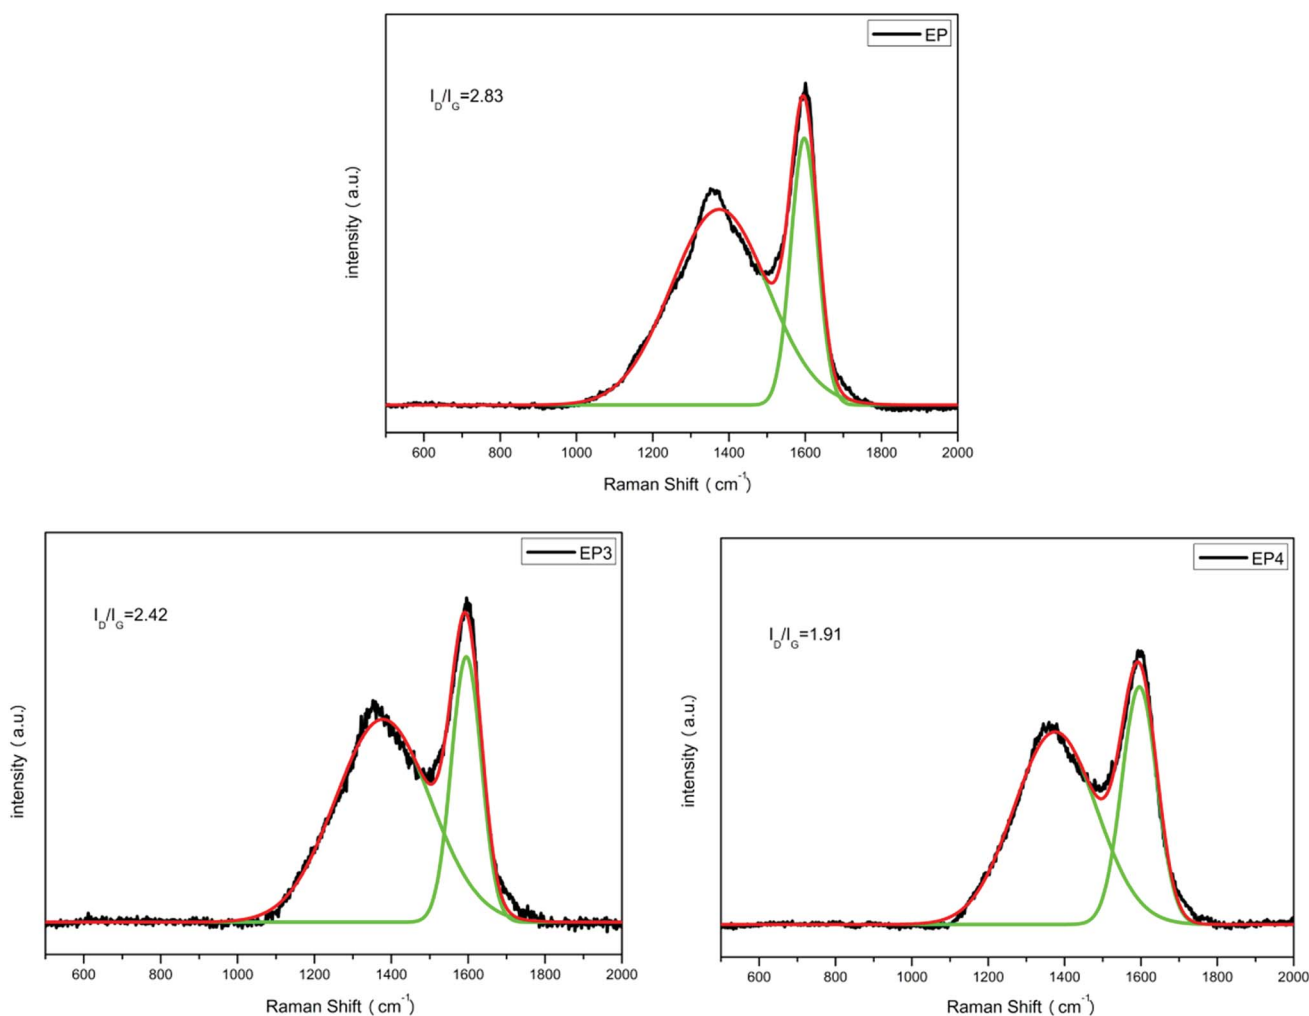 EP
I_D/I_G=2.83
intensity ( a.u.)
600 800 1000 1200 1400 1600 1800 2000
Raman Shift ( cm⁻¹)
EP3
I_D/I_G=2.42
intensity ( a.u.)
600 800 1000 1200 1400 1600 1800 2000
Raman Shift ( cm⁻¹)
EP4
I_D/I_G=1.91
intensity ( a.u.)
600 800 1000 1200 1400 1600 1800 2000
Raman Shift ( cm⁻¹)